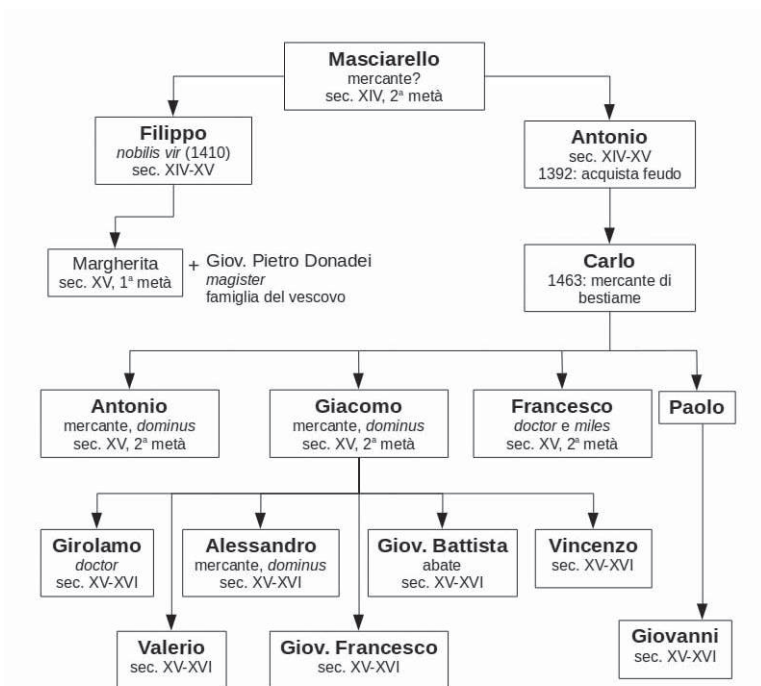 Masciarello
mercante?
sec. XIV, 2ª metà
Filippo
nobilis vir (1410)
sec. XIV-XV
Antonio
sec. XIV-XV
1392: acquista feudo
Margherita
sec. XV, 1ª metà
+ Giov. Pietro Donadei
magister
famiglia del vescovo
Carlo
1463: mercante di
bestiame
Antonio
mercante, dominus
sec. XV, 2ª metà
Giacomo
mercante, dominus
sec. XV, 2ª metà
Francesco
doctor e miles
sec. XV, 2ª metà
Paolo
Girolamo
doctor
sec. XV-XVI
Alessandro
mercante, dominus
sec. XV-XVI
Giov. Battista
abate
sec. XV-XVI
Vincenzo
sec. XV-XVI
Valerio
sec. XV-XVI
Giov. Francesco
sec. XV-XVI
Giovanni
sec. XV-XVI